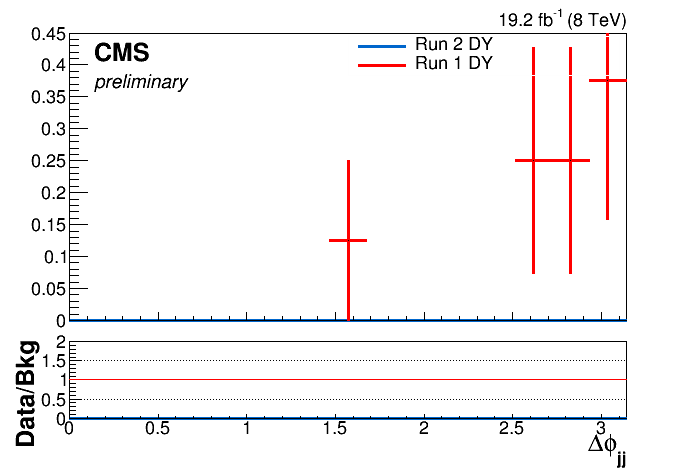 19.2 fb-1 (8 TeV)
CMS
preliminary
Run 2 DY
Run 1 DY
0.45
0.4
0.35
0.3
0.25
0.2
0.15
0.1
0.05
0
Data/Bkg
2
1.5
1
0.5
0
0 0.5 1 1.5 2 2.5 3
Δϕjj